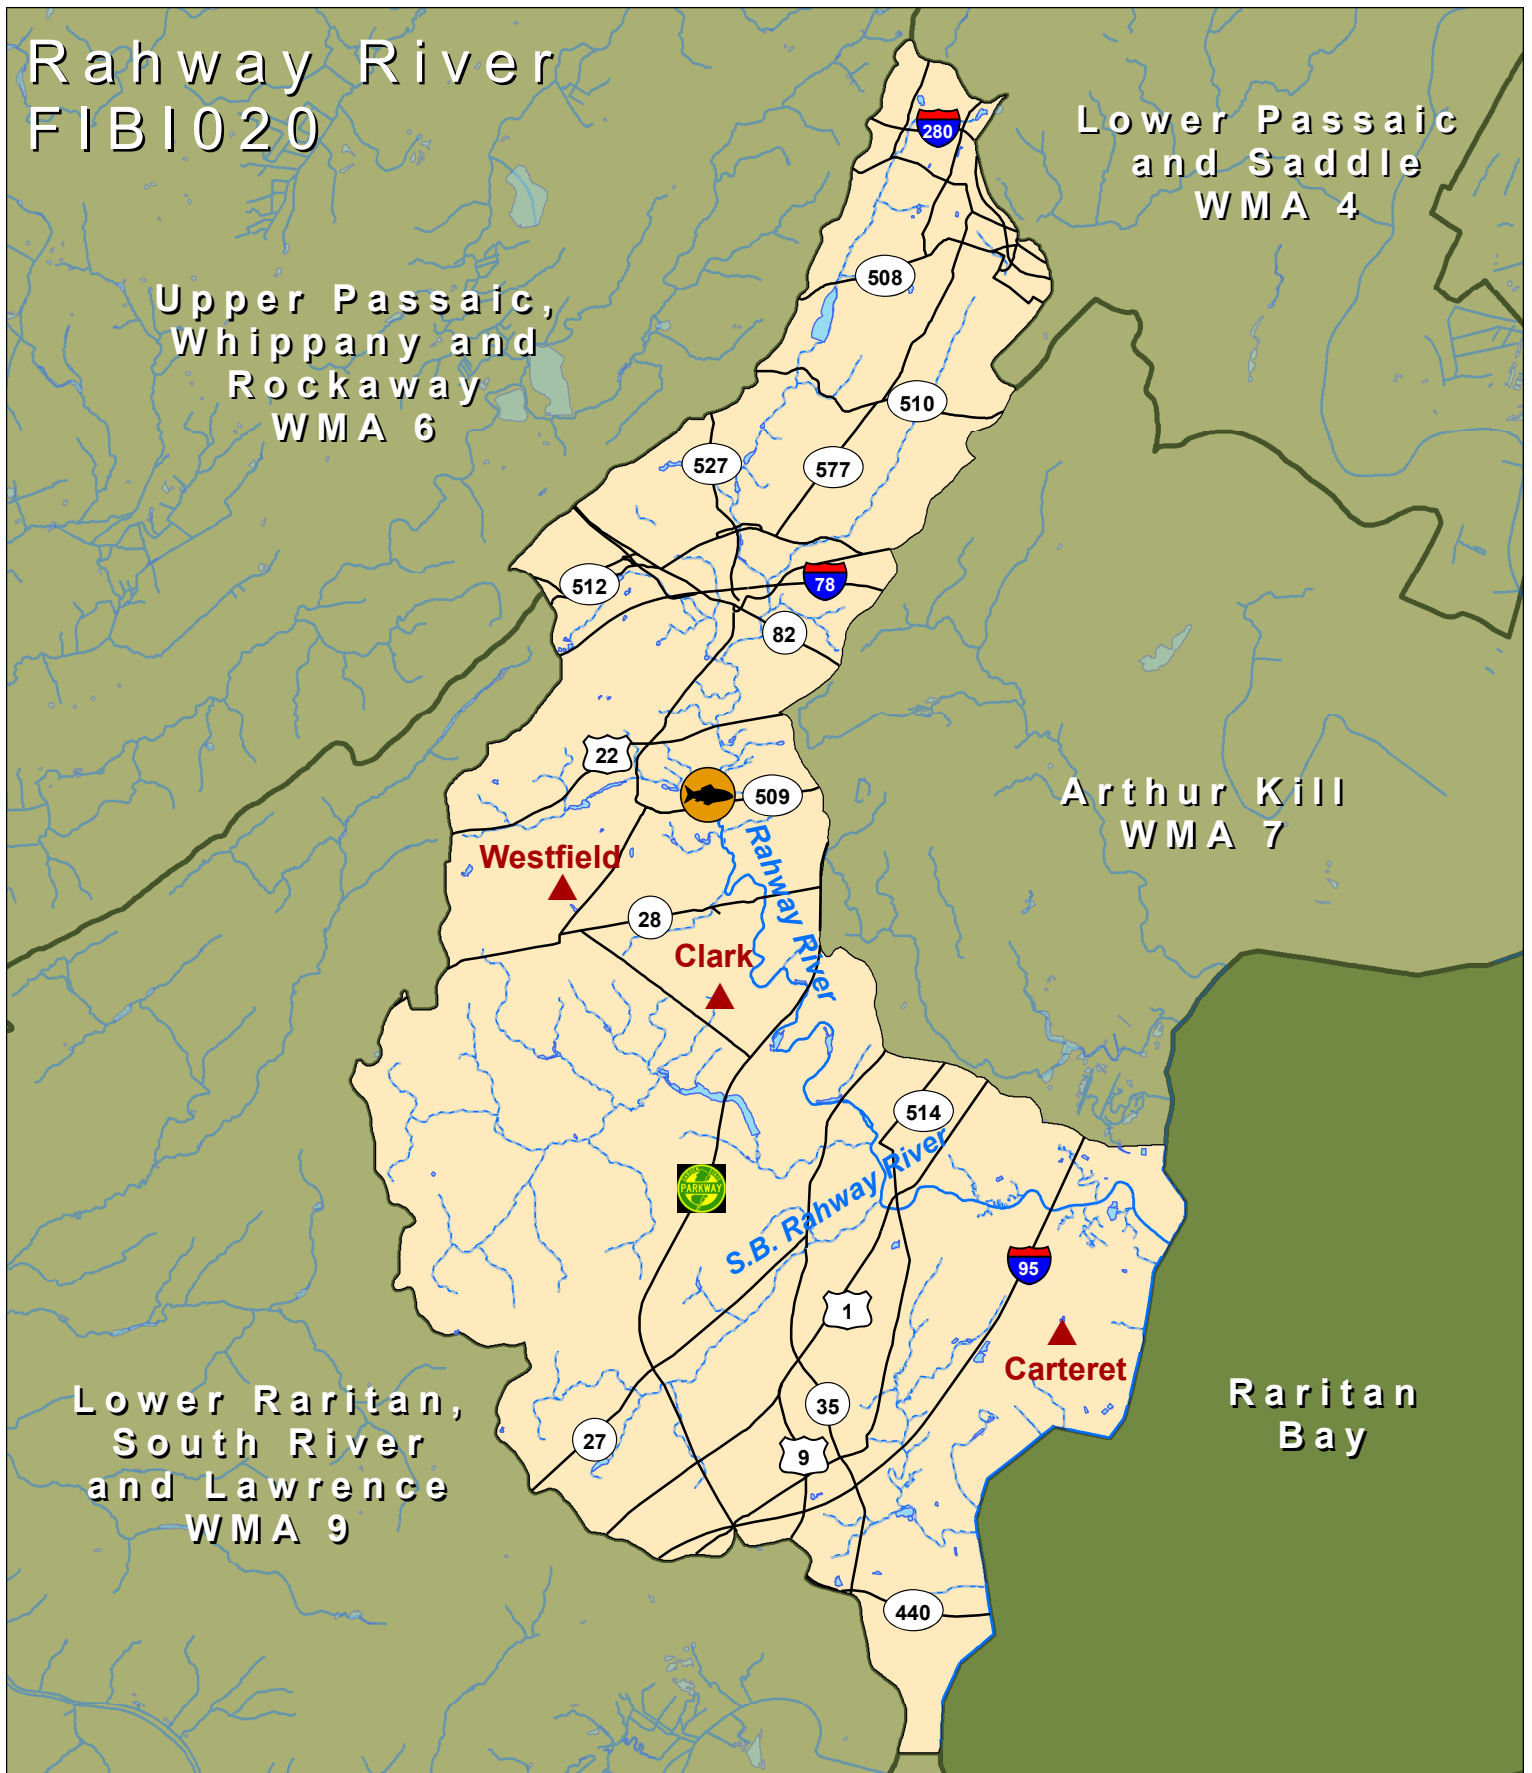 Rahway River
FIBI020
Lower Passaic
and Saddle
WMA 4
280
Upper Passaic,
Whippany and
Rockaway
WMA 6
508
510
527
577
512
78
82
22
509
Arthur Kill
WMA 7
Westfield
Rahway River
28
Clark
514
PARKWAY
S.B. Rahway River
95
1
Carteret
Lower Raritan,
South River
and Lawrence
WMA 9
Raritan
Bay
35
27
9
440